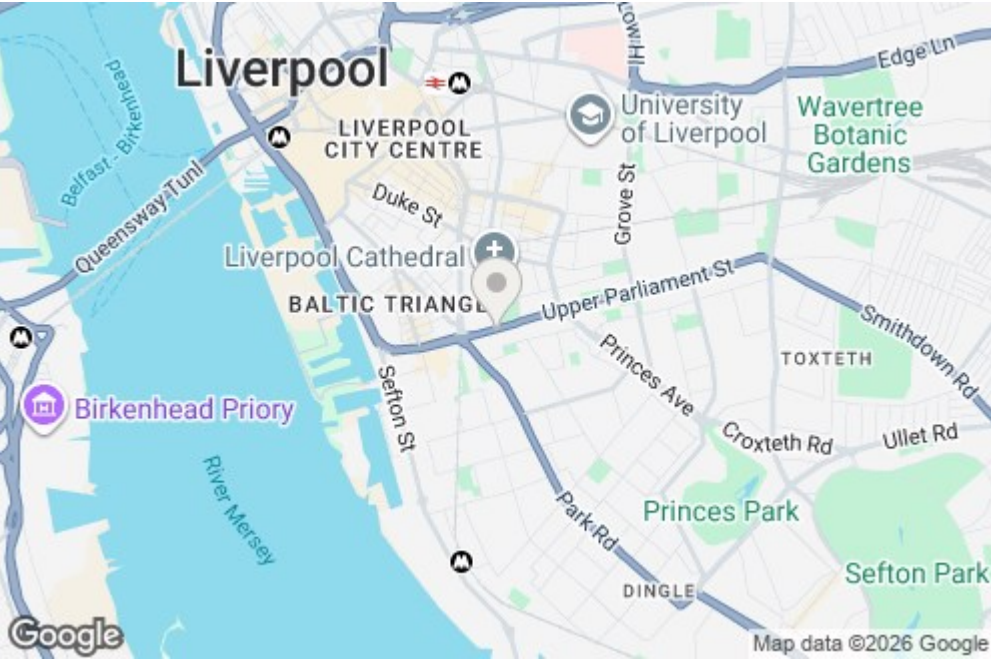 Liverpool
LIVERPOOL
CITY CENTRE
University
of Liverpool
Edge Ln
Wavertree
Botanic
Gardens
Belfast - Birkenhead
Queensway Tunl
Duke St
Grove St
Liverpool Cathedral
BALTIC TRIANGL
Upper Parliament St
Smithdown Rd
TOXTETH
Princes Ave
Sefton St
Birkenhead Priory
Croxteth Rd
Ullet Rd
River Mersey
Park Rd
Princes Park
Sefton Park
DINGLE
Google
Map data ©2026 Google